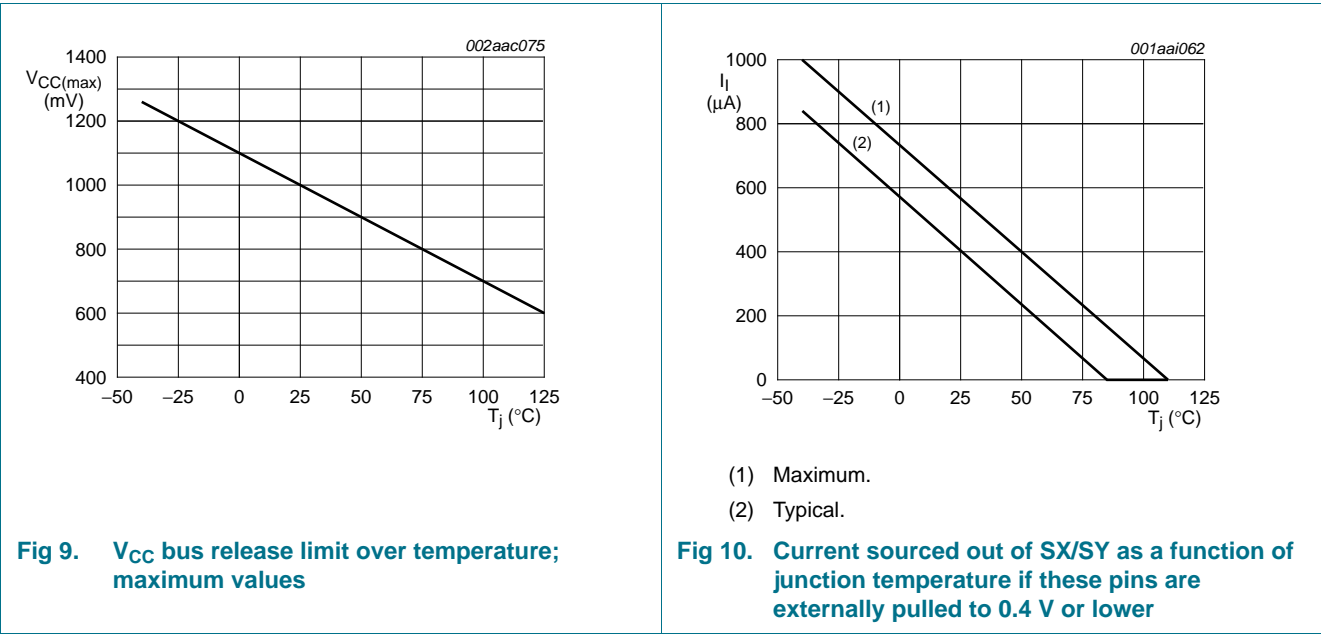 002aac075
1400
1200
1000
800
600
400
VCC(max)
(mV)
−50 −25 0 25 50 75 100 125
Tj (°C)
Fig 9. VCC bus release limit over temperature;
maximum values
001aai062
1000
800
600
400
200
0
II
(μA)
(1)
(2)
−50 −25 0 25 50 75 100 125
Tj (°C)
(1) Maximum.
(2) Typical.
Fig 10. Current sourced out of SX/SY as a function of
junction temperature if these pins are
externally pulled to 0.4 V or lower